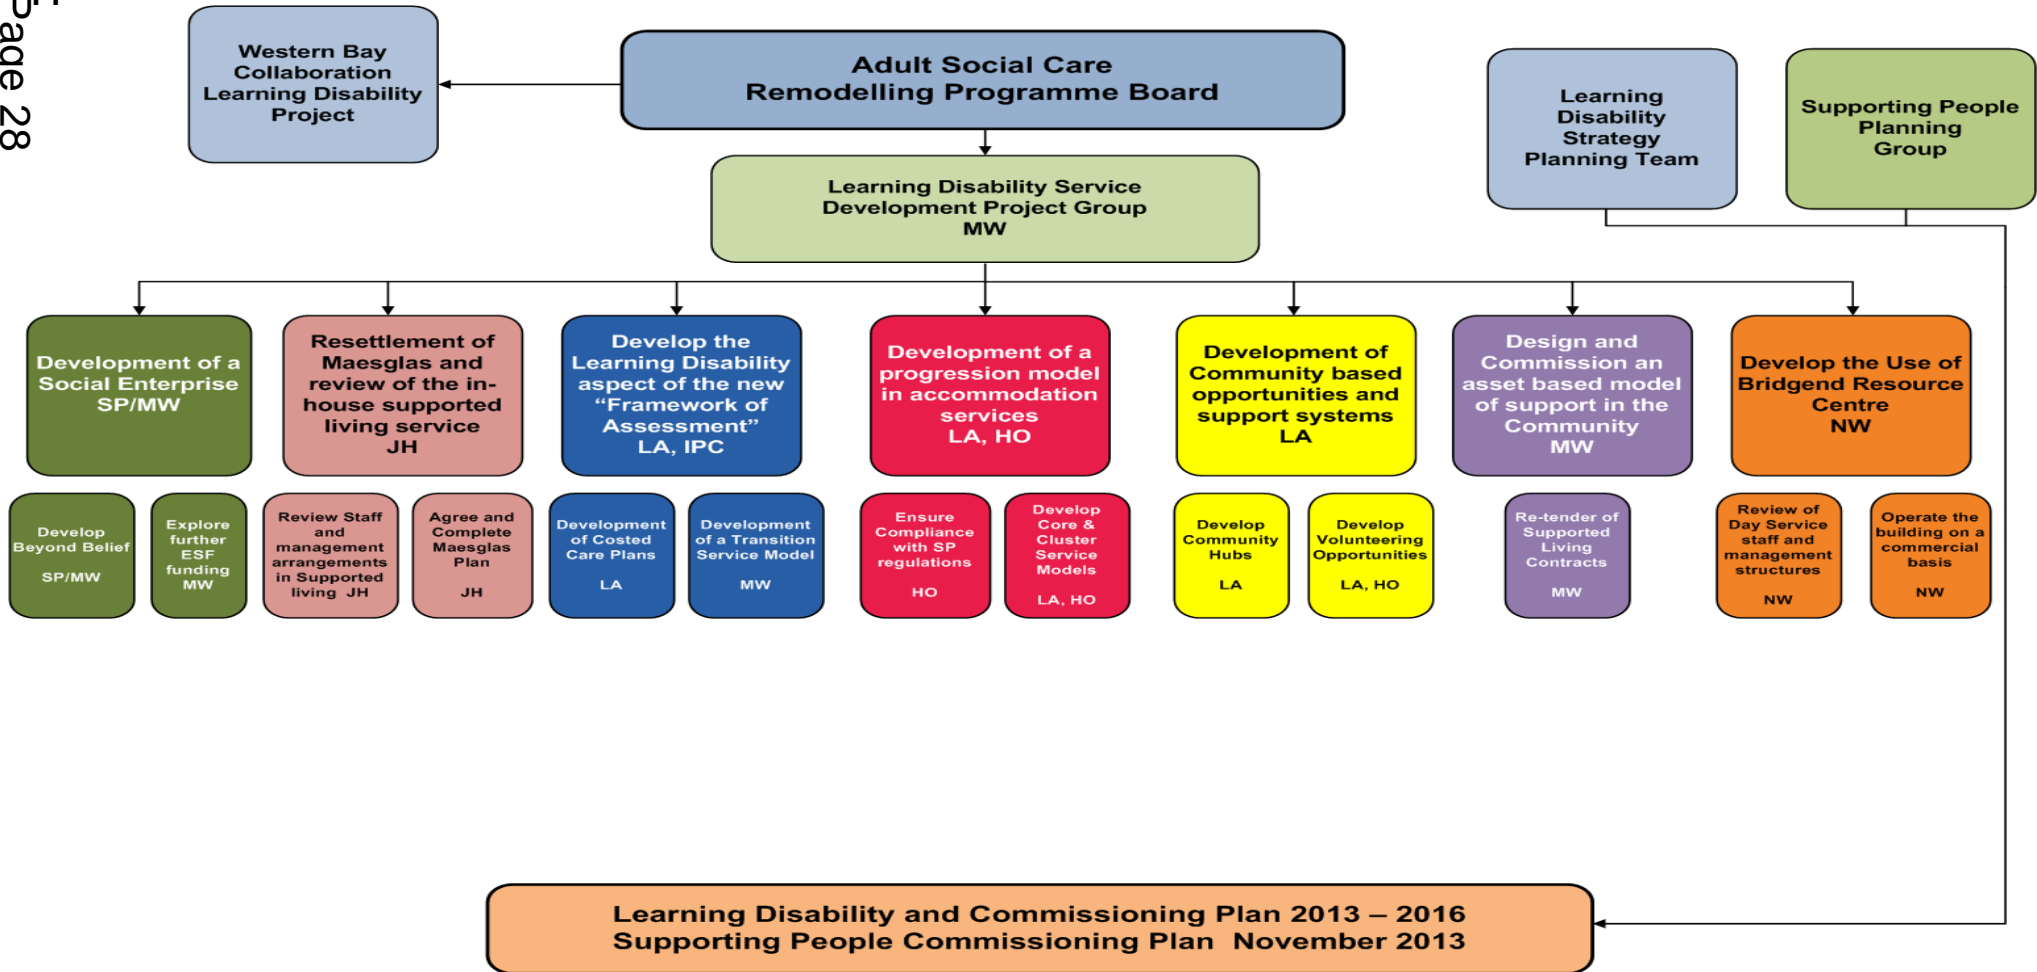 Page 28
Western Bay
Collaboration
Learning Disability
Project
Adult Social Care
Remodelling Programme Board
Learning
Disability
Strategy
Planning Team
Supporting People
Planning
Group
Learning Disability Service
Development Project Group
MW
Development of a
Social Enterprise
SP/MW
Resettlement of
Maesglas and
review of the in-
house supported
living service
JH
Develop the
Learning Disability
aspect of the new
“Framework of
Assessment”
LA, IPC
Development of a
progression model
in accommodation
services
LA, HO
Development of
Community based
opportunities and
support systems
LA
Design and
Commission an
asset based model
of support in the
Community
MW
Develop the Use of
Bridgend Resource
Centre
NW
Develop
Beyond Belief
SP/MW
Explore
further
ESF
funding
MW
Review Staff
and
management
arrangements
in Supported
living JH
Agree and
Complete
Maesglas
Plan
JH
Development
of Costed
Care Plans
LA
Development
of a Transition
Service Model
MW
Ensure
Compliance
with SP
regulations
HO
Develop
Core &
Cluster
Service
Models
LA, HO
Develop
Community
Hubs
LA
Develop
Volunteering
Opportunities
LA, HO
Re-tender of
Supported
Living
Contracts
MW
Review of
Day Service
staff and
management
structures
NW
Operate the
building on a
commercial
basis
NW
Learning Disability and Commissioning Plan 2013 – 2016
Supporting People Commissioning Plan November 2013